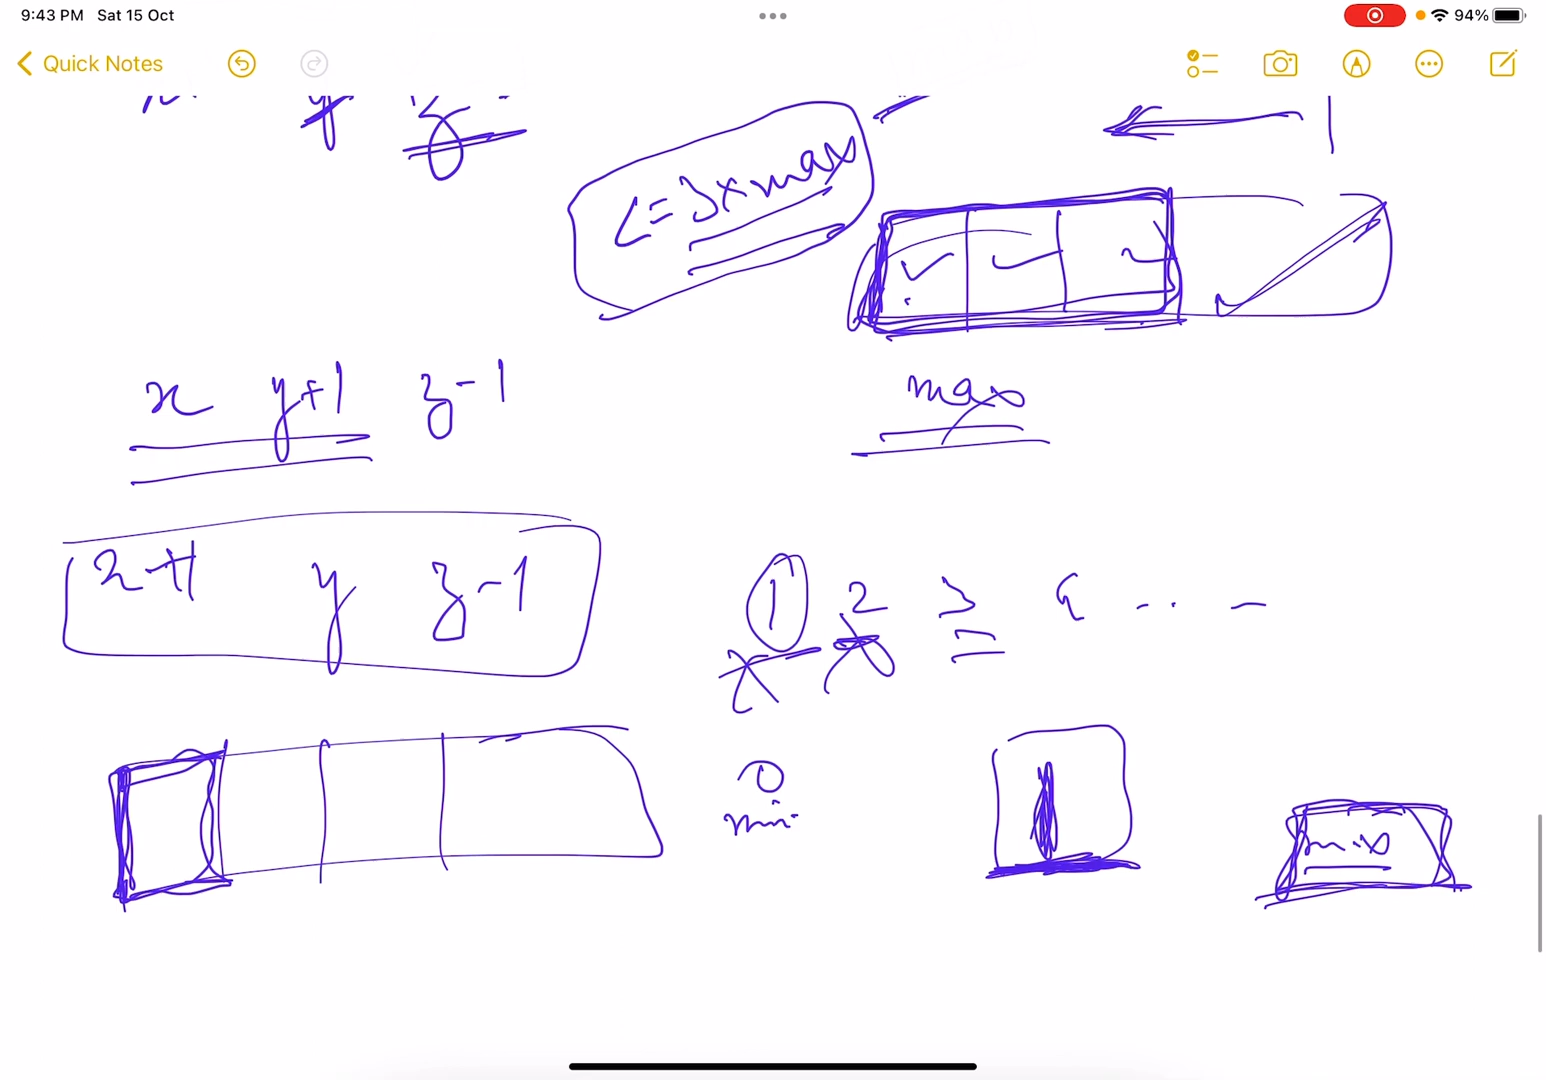 9:43 PM Sat 15 Oct 94%
Quick Notes
y z
<= 3xmax
x y+1 z-1
max
x+1 y z-1
1 2 3 4 ... -
0
min